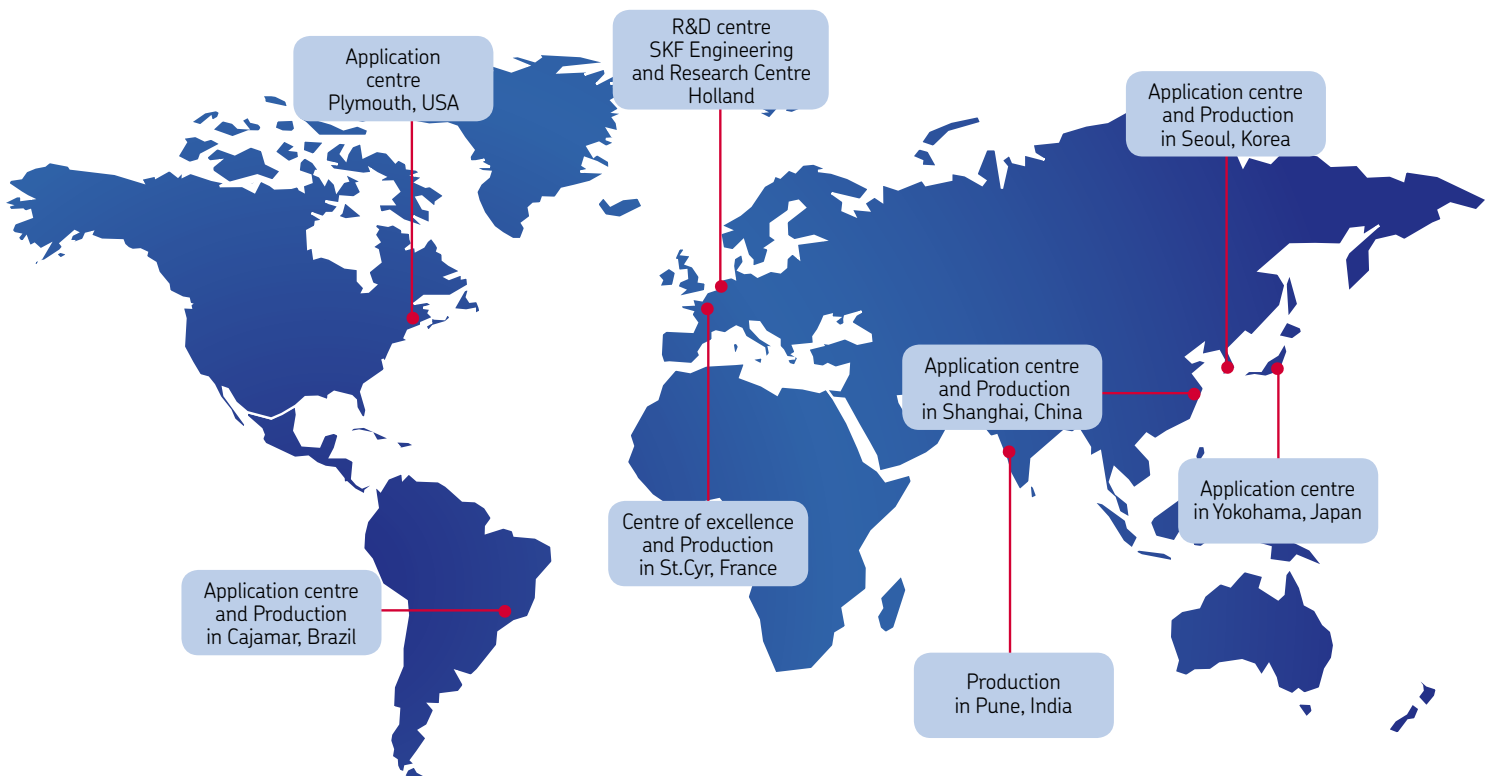 Application
centre
Plymouth, USA
R&D centre
SKF Engineering
and Research Centre
Holland
Application centre
and Production
in Seoul, Korea
Application centre
and Production
in Shanghai, China
Application centre
in Yokohama, Japan
Centre of excellence
and Production
in St.Cyr, France
Application centre
and Production
in Cajamar, Brazil
Production
in Pune, India